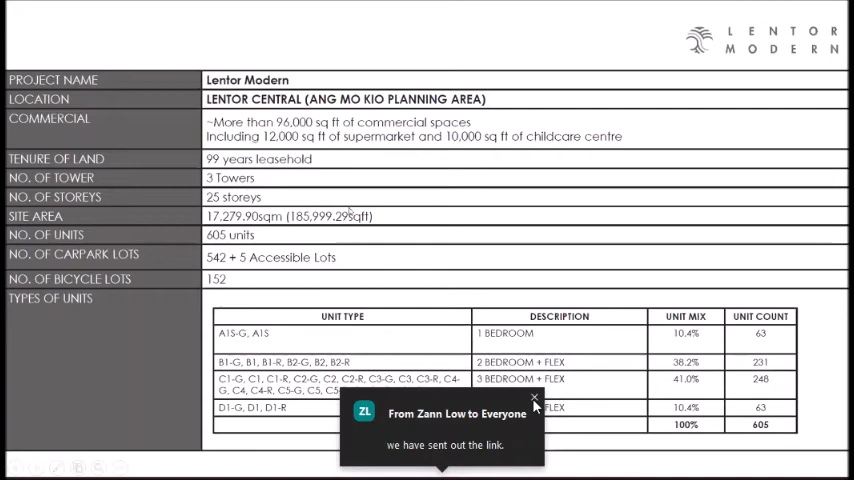 LENTOR
MODERN
PROJECT NAME Lentor Modern
LOCATION LENTOR CENTRAL (ANG MO KIO PLANNING AREA)
COMMERCIAL ~More than 96,000 sq ft of commercial spaces
Including 12,000 sq ft of supermarket and 10,000 sq ft of childcare centre
TENURE OF LAND 99 years leasehold
NO. OF TOWER 3 Towers
NO. OF STOREYS 25 storeys
SITE AREA 17,279.90sqm (185,999.29sqft)
NO. OF UNITS 605 units
NO. OF CARPARK LOTS 542 + 5 Accessible Lots
NO. OF BICYCLE LOTS 152
TYPES OF UNITS
UNIT TYPE DESCRIPTION UNIT MIX UNIT COUNT
A1S-G, A1S 1 BEDROOM 10.4% 63
B1-G, B1, B1-R, B2-G, B2, B2-R 2 BEDROOM + FLEX 38.2% 231
C1-G, C1, C1-R, C2-G, C2, C2-R, C3-G, C3, C3-R, C4- 3 BEDROOM + FLEX 41.0% 248
G, C4, C4-R, C5-G, C5, C5
D1-G, D1, D1-R FLEX 10.4% 63
100% 605
ZL From Zann Low to Everyone
we have sent out the link.